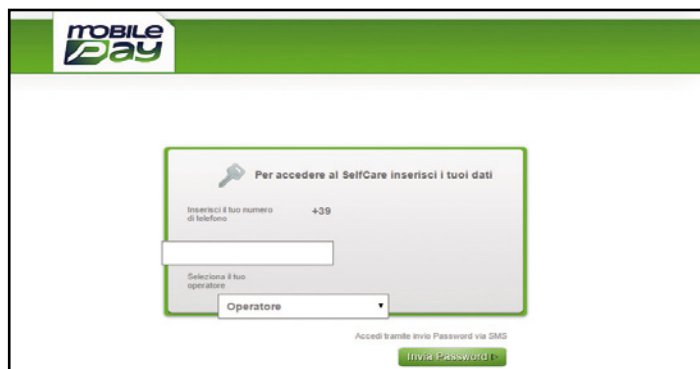 MOBILE
Pay
Per accedere al SelfCare inserisci i tuoi dati
Inserisci il tuo numero
di telefono
+39
Seleziona il tuo
operatore
Operatore
Accedi tramite invio Password via SMS
Invia Password